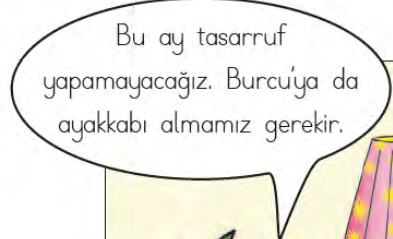 Bu ay tasarruf
yapamayacağız. Burcu'ya da
ayakkabı almamız gerekir.